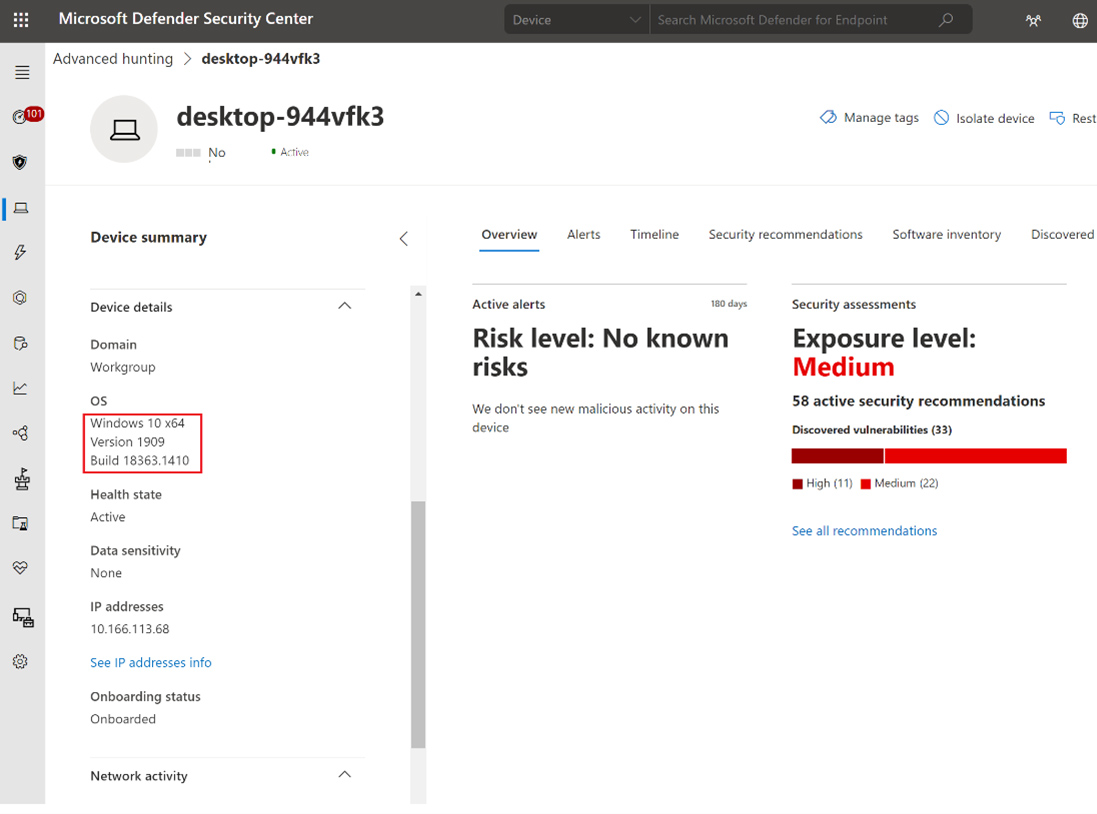 Microsoft Defender Security Center
Device
Search Microsoft Defender for Endpoint
Advanced hunting > desktop-944vfk3
101
desktop-944vfk3
No
Active
Manage tags
Isolate device
Rest
Device summary
Device details
Domain
Workgroup
OS
Windows 10 x64
Version 1909
Build 18363.1410
Health state
Active
Data sensitivity
None
IP addresses
10.166.113.68
See IP addresses info
Onboarding status
Onboarded
Network activity
Overview
Alerts
Timeline
Security recommendations
Software inventory
Discovered
Active alerts
180 days
Risk level: No known
risks
We don't see new malicious activity on this
device
Security assessments
Exposure level:
Medium
58 active security recommendations
Discovered vulnerabilities (33)
High (11)
Medium (22)
See all recommendations